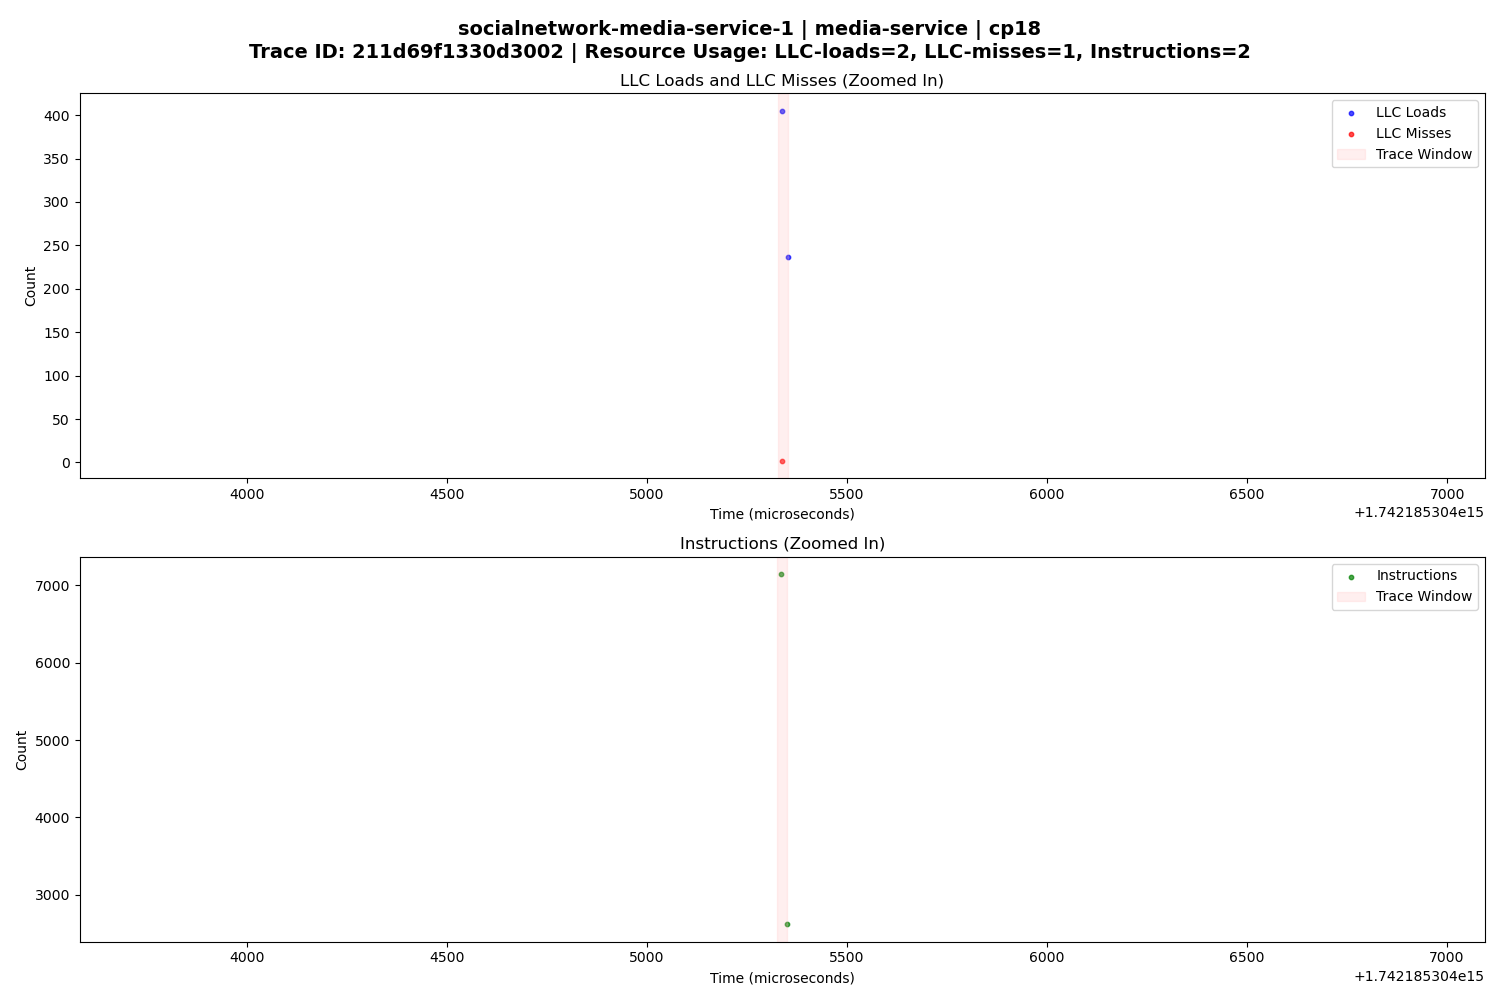 socialnetwork-media-service-1 | media-service | cp18
Trace ID: 211d69f1330d3002 | Resource Usage: LLC-loads=2, LLC-misses=1, Instructions=2
LLC Loads and LLC Misses (Zoomed In)
400
350
300
250
200
150
100
50
0
Count
LLC Loads
LLC Misses
Trace Window
4000 4500 5000 5500 6000 6500 7000
Time (microseconds)
+1.742185304e15
Instructions (Zoomed In)
7000
6000
5000
4000
3000
Count
Instructions
Trace Window
4000 4500 5000 5500 6000 6500 7000
Time (microseconds)
+1.742185304e15